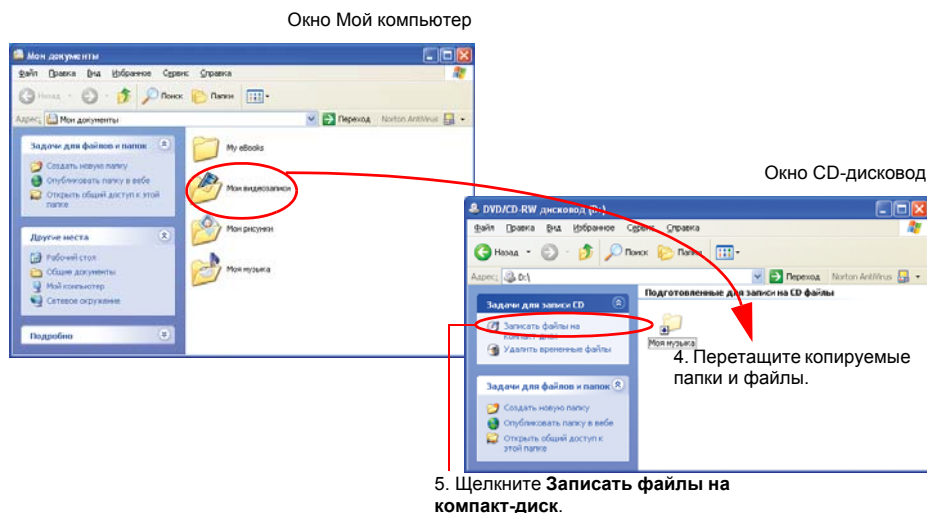 Окно Мой компьютер
Мои документы
Файл Правка Вид Избранное Сервис Справка
Назад Поиск Папки
Адрес: Мои документы Переход Norton AntiVirus
Задачи для файлов и папок
Создать новую папку
Опубликовать папку в вебе
Открыть общий доступ к этой
папке
Другие места
Рабочий стол
Общие документы
Мой компьютер
Сетевое окружение
Подробно
My eBooks
Мои видеозаписи
Мои рисунки
Моя музыка
Окно CD-дисковод
DVD/CD-RW дисковод (D:)
Файл Правка Вид Избранное Сервис Справка
Назад Поиск Папки
Адрес: D:\ Переход Norton AntiVirus
Задачи для записи CD
Записать файлы на
компакт-диск
Удалить временные файлы
Задачи для файлов и папок
Создать новую папку
Опубликовать папку в вебе
Открыть общий доступ к
этой папке
Подготовленные для записи на CD файлы
Моя музыка
4. Перетащите копируемые
папки и файлы.
5. Щелкните Записать файлы на
компакт-диск.